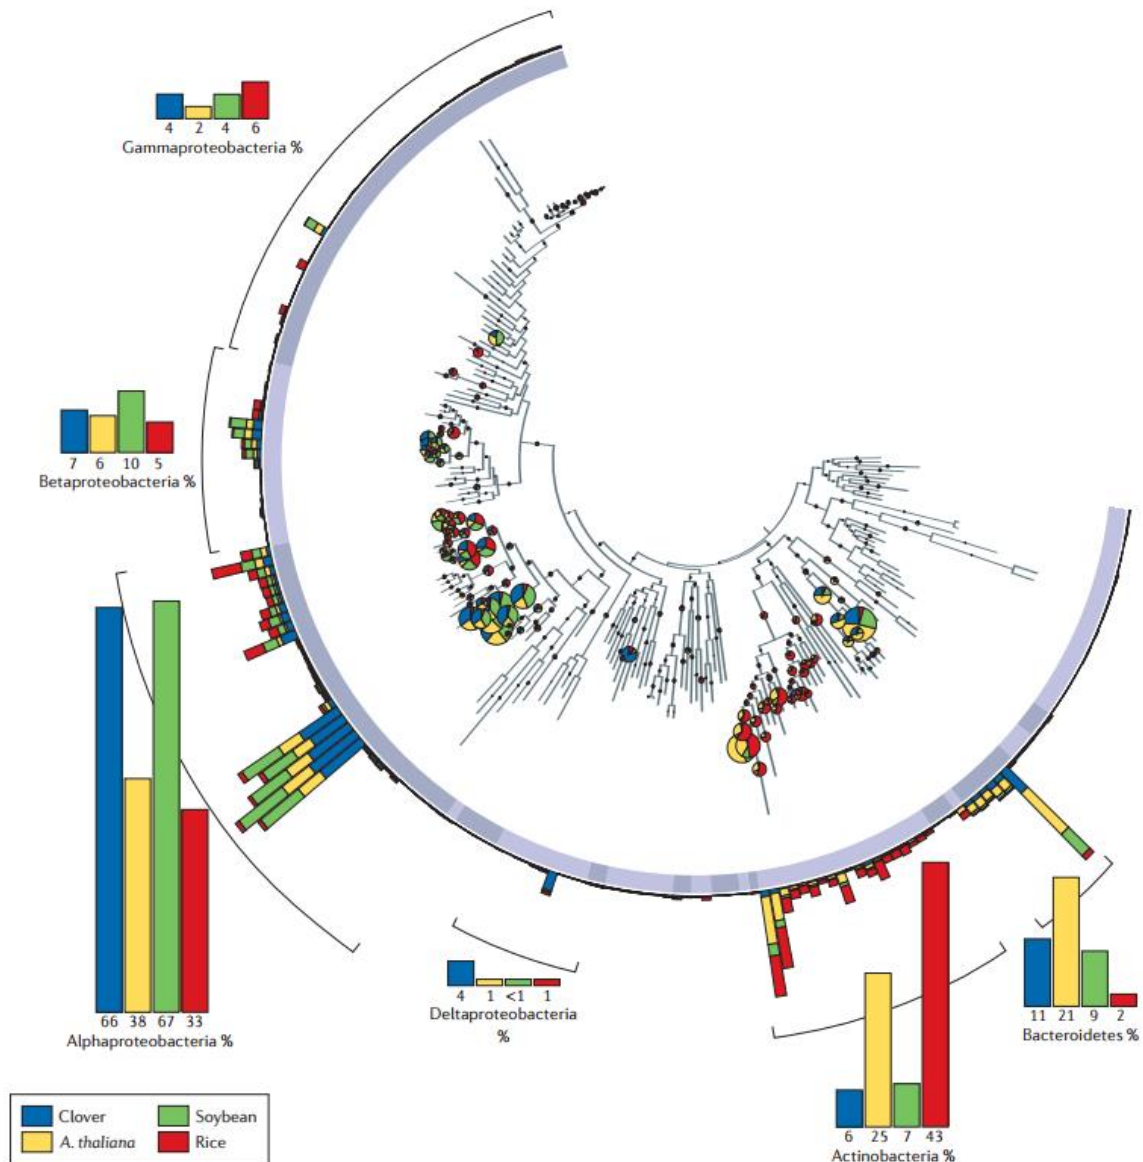 4 2 4 6
Gammaproteobacteria %
7 6 10 5
Betaproteobacteria %
66 38 67 33
Alphaproteobacteria %
4 1 <1 1
Deltaproteobacteria
%
11 21 9 2
Bacteroidetes %
6 25 7 43
Actinobacteria %
Clover Soybean
A. thaliana Rice